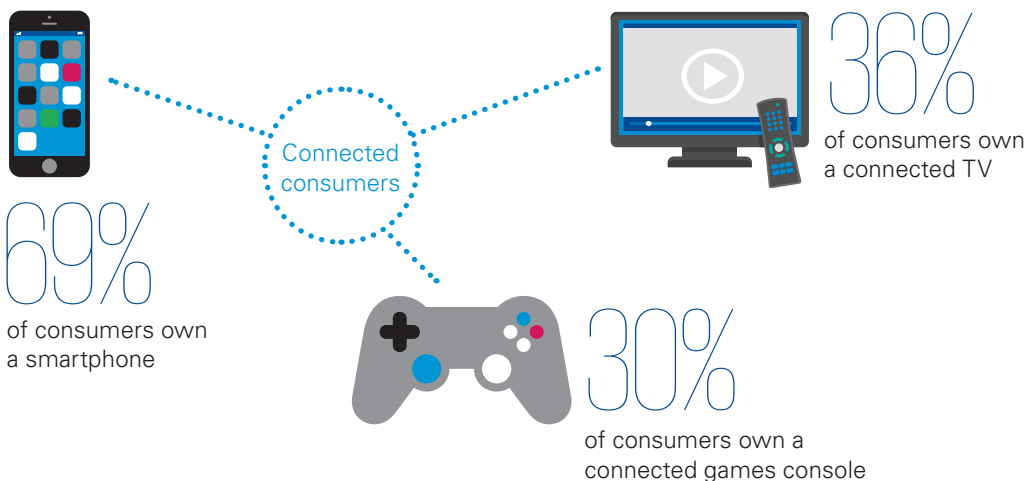 Connected
consumers
69%
of consumers own
a smartphone
36%
of consumers own
a connected TV
30%
of consumers own a
connected games console